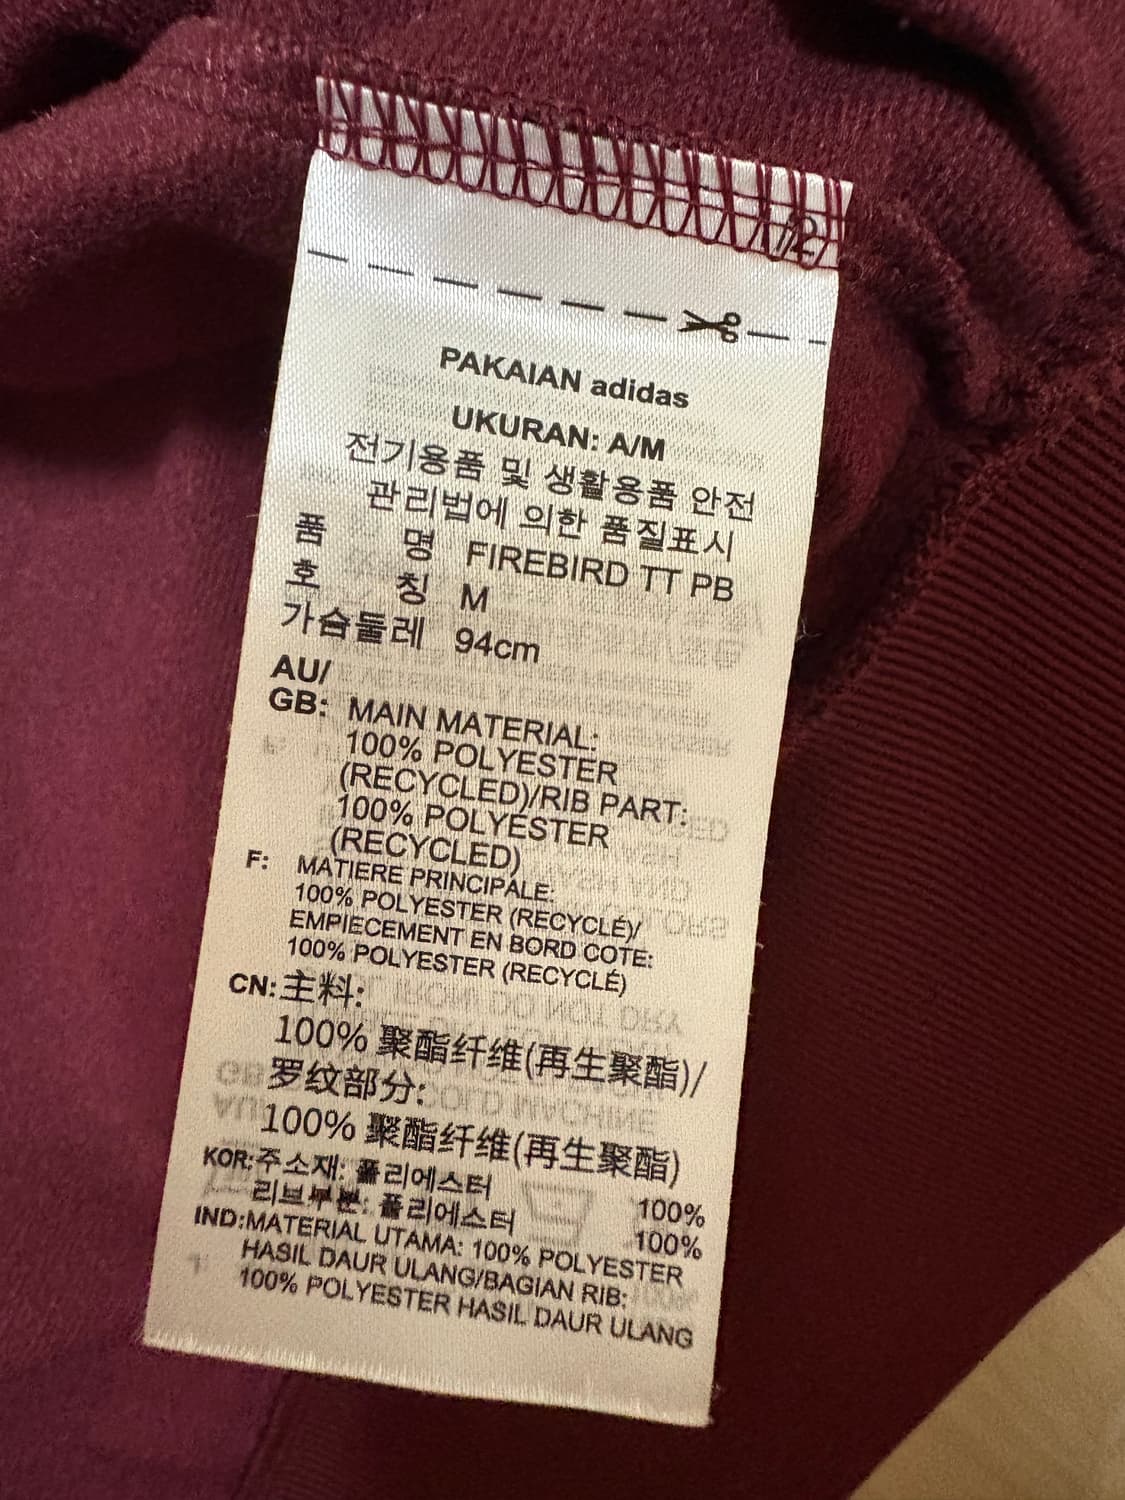 12
PAKAIAN adidas
UKURAN: A/M
전기용품 및 생활용품 안전
관리법에 의한 품질표시
품 명 FIREBIRD TT PB
호 칭 M
가슴둘레 94cm
AU/
GB: MAIN MATERIAL:
100% POLYESTER
(RECYCLED)/RIB PART:
100% POLYESTER
(RECYCLED)
F: MATIERE PRINCIPALE:
100% POLYESTER (RECYCLÉ)/
EMPIECEMENT EN BORD COTE:
100% POLYESTER (RECYCLÉ)
CN: 主料:
100% 聚酯纤维(再生聚酯)/
罗纹部分:
100% 聚酯纤维(再生聚酯)
KOR: 주소재: 폴리에스터 100%
리브부분: 폴리에스터 100%
IND: MATERIAL UTAMA: 100% POLYESTER
HASIL DAUR ULANG/BAGIAN RIB:
100% POLYESTER HASIL DAUR ULANG